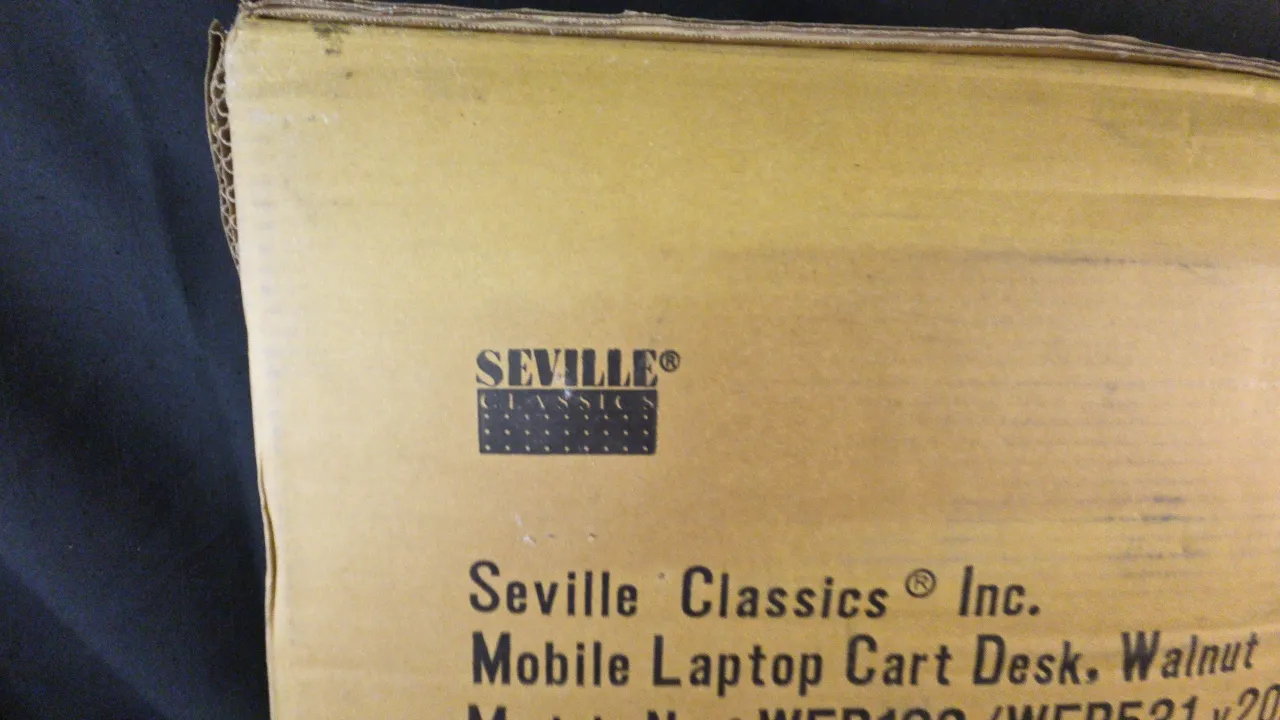 SEVILLE®
CLASSICS
Seville Classics® Inc.
Mobile Laptop Cart Desk, Walnut